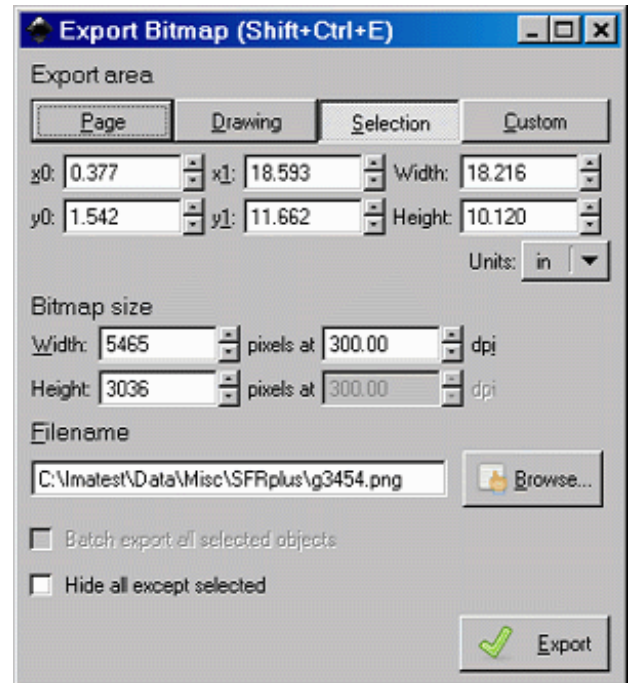 Export Bitmap (Shift+Ctrl+E)
Export area
Page Drawing Selection Custom
x0: 0.377 x1: 18.593 Width: 18.216
y0: 1.542 y1: 11.662 Height: 10.120
Units: in
Bitmap size
Width: 5465 pixels at 300.00 dpi
Height: 3036 pixels at 300.00 dpi
Filename
C:\Imatest\Data\Misc\SFRplus\g3454.png Browse...
Batch export all selected objects
Hide all except selected
Export